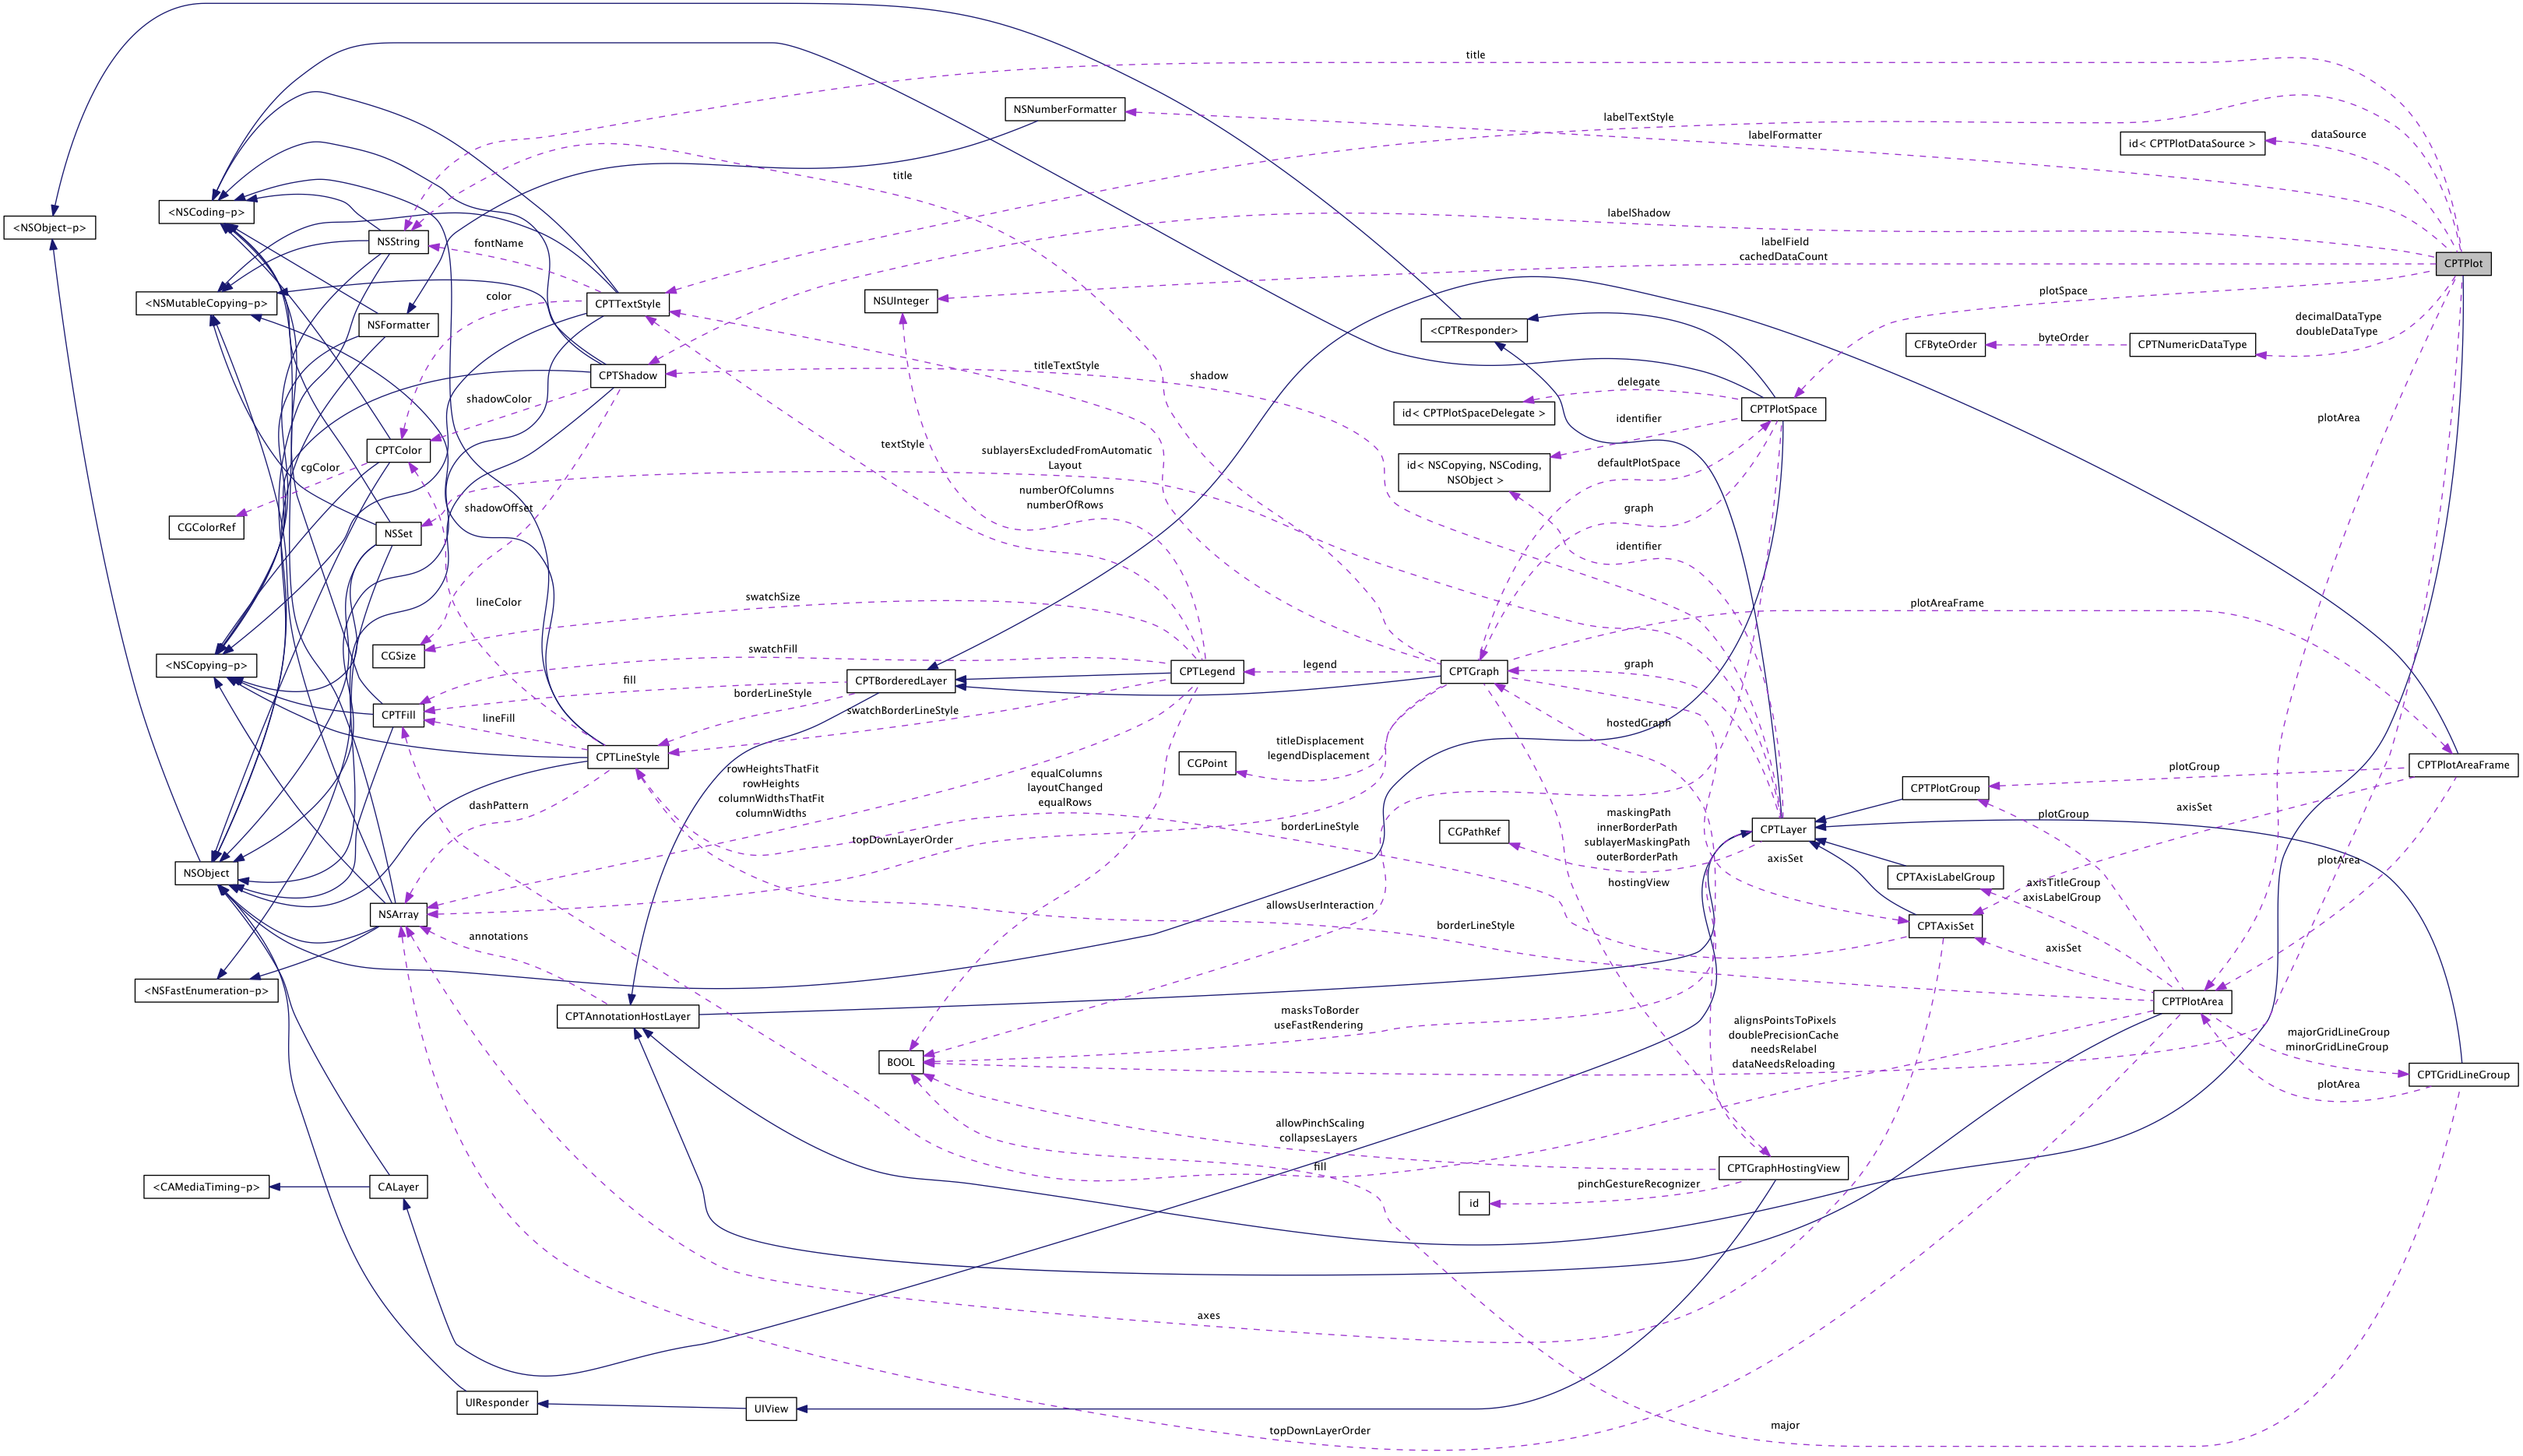 title
NSNumberFormatter
labelTextStyle
labelFormatter
dataSource
id< CPTPlotDataSource >
title
<NSCoding-p>
<NSObject-p>
labelShadow
NSString
fontName
labelField
cachedDataCount
CPTPlot
plotSpace
<NSMutableCopying-p>
color
CPTTextStyle
NSUInteger
NSFormatter
<CPTResponder>
decimalDataType
doubleDataType
byteOrder
CFByteOrder
CPTNumericDataType
titleTextStyle
shadow
CPTShadow
delegate
shadowColor
id< CPTPlotSpaceDelegate >
CPTPlotSpace
identifier
plotArea
textStyle
CPTColor
sublayersExcludedFromAutomatic
Layout
cgColor
defaultPlotSpace
id< NSCopying, NSCoding,
NSObject >
numberOfColumns
numberOfRows
shadowOffset
graph
CGColorRef
NSSet
identifier
lineColor
swatchSize
plotAreaFrame
swatchFill
CGSize
<NSCopying-p>
legend
graph
CPTLegend
CPTGraph
fill
CPTBorderedLayer
borderLineStyle
swatchBorderLineStyle
CPTFill
lineFill
hostedGraph
titleDisplacement
legendDisplacement
CPTLineStyle
CGPoint
CPTPlotAreaFrame
plotGroup
rowHeightsThatFit
rowHeights
columnWidthsThatFit
columnWidths
equalColumns
layoutChanged
equalRows
CPTPlotGroup
dashPattern
axisSet
maskingPath
innerBorderPath
sublayerMaskingPath
outerBorderPath
plotGroup
borderLineStyle
CGPathRef
CPTLayer
topDownLayerOrder
axisSet
plotArea
NSObject
CPTAxisLabelGroup
hostingView
axisTitleGroup
axisLabelGroup
allowsUserInteraction
NSArray
borderLineStyle
CPTAxisSet
annotations
axisSet
<NSFastEnumeration-p>
CPTPlotArea
CPTAnnotationHostLayer
masksToBorder
useFastRendering
alignsPointsToPixels
doublePrecisionCache
needsRelabel
dataNeedsReloading
majorGridLineGroup
minorGridLineGroup
BOOL
CPTGridLineGroup
plotArea
allowPinchScaling
collapsesLayers
fill
CPTGraphHostingView
<CAMediaTiming-p>
CALayer
pinchGestureRecognizer
id
axes
UIResponder
UIView
major
topDownLayerOrder